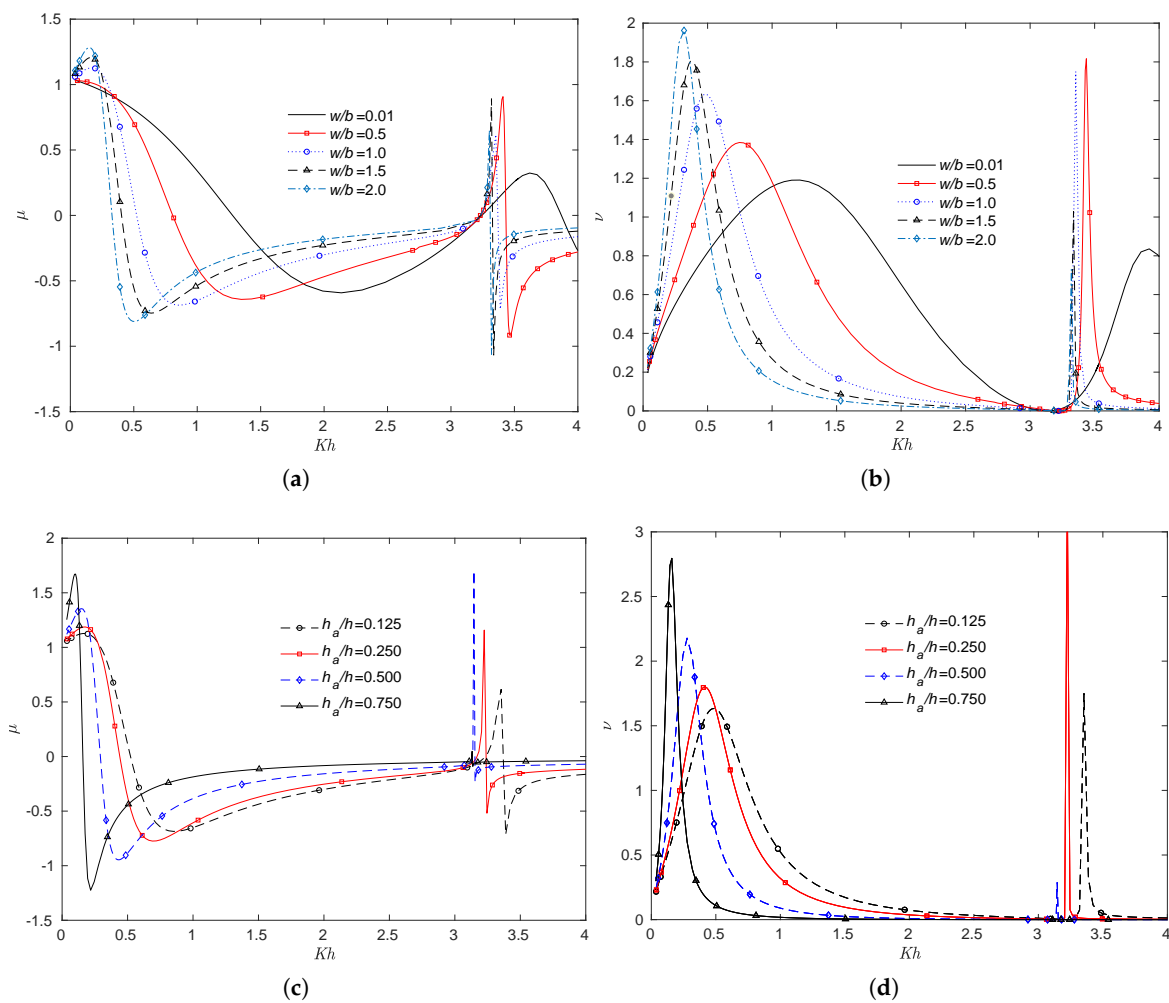 1.5
1
0.5
0
-0.5
-1
-1.5
μ
0 0.5 1 1.5 2 2.5 3 3.5 4
Kh
w/b=0.01
w/b=0.5
w/b=1.0
w/b=1.5
w/b=2.0
(a)
2
1.8
1.6
1.4
1.2
1
0.8
0.6
0.4
0.2
0
ν
0 0.5 1 1.5 2 2.5 3 3.5 4
Kh
w/b=0.01
w/b=0.5
w/b=1.0
w/b=1.5
w/b=2.0
(b)
2
1.5
1
0.5
0
-0.5
-1
-1.5
μ
0 0.5 1 1.5 2 2.5 3 3.5 4
Kh
h_a/h=0.125
h_a/h=0.250
h_a/h=0.500
h_a/h=0.750
(c)
3
2.5
2
1.5
1
0.5
0
ν
0 0.5 1 1.5 2 2.5 3 3.5 4
Kh
h_a/h=0.125
h_a/h=0.250
h_a/h=0.500
h_a/h=0.750
(d)